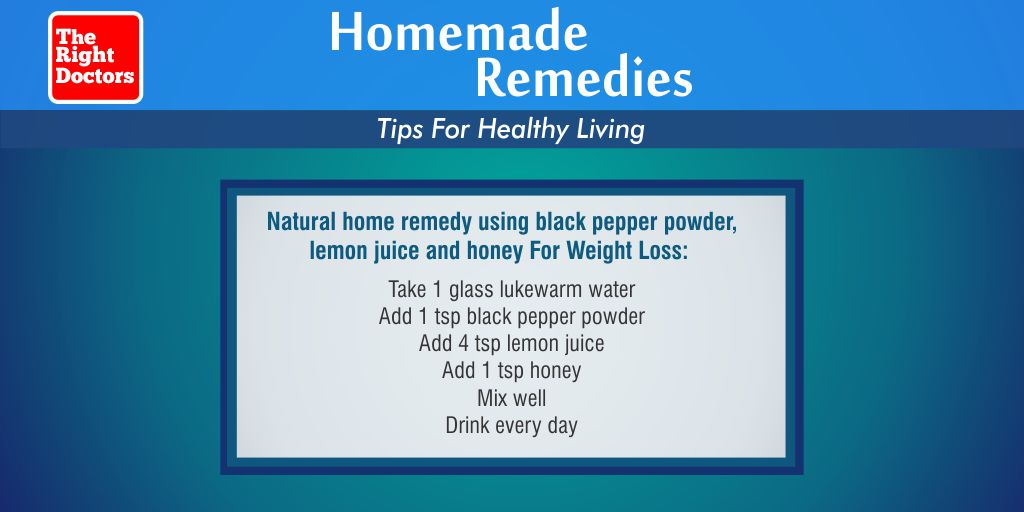 The
Right
Doctors
Homemade
Remedies
Tips For Healthy Living
Natural home remedy using black pepper powder,
lemon juice and honey For Weight Loss:
Take 1 glass lukewarm water
Add 1 tsp black pepper powder
Add 4 tsp lemon juice
Add 1 tsp honey
Mix well
Drink every day